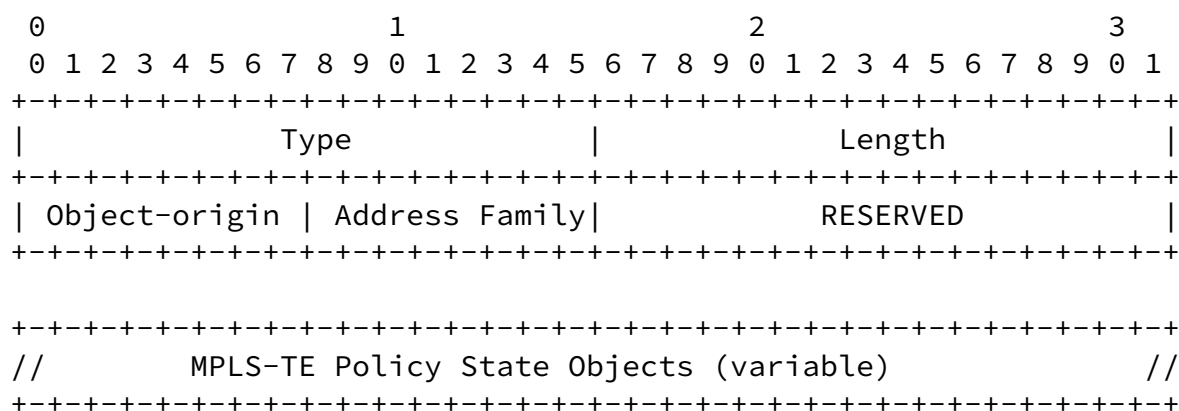 0                   1                   2                   3
 0 1 2 3 4 5 6 7 8 9 0 1 2 3 4 5 6 7 8 9 0 1 2 3 4 5 6 7 8 9 0 1
+-+-+-+-+-+-+-+-+-+-+-+-+-+-+-+-+-+-+-+-+-+-+-+-+-+-+-+-+-+-+-+-+
|              Type             |             Length            |
+-+-+-+-+-+-+-+-+-+-+-+-+-+-+-+-+-+-+-+-+-+-+-+-+-+-+-+-+-+-+-+-+
| Object-origin | Address Family|            RESERVED           |
+-+-+-+-+-+-+-+-+-+-+-+-+-+-+-+-+-+-+-+-+-+-+-+-+-+-+-+-+-+-+-+-+

+-+-+-+-+-+-+-+-+-+-+-+-+-+-+-+-+-+-+-+-+-+-+-+-+-+-+-+-+-+-+-+-+
//        MPLS-TE Policy State Objects (variable)              //
+-+-+-+-+-+-+-+-+-+-+-+-+-+-+-+-+-+-+-+-+-+-+-+-+-+-+-+-+-+-+-+-+